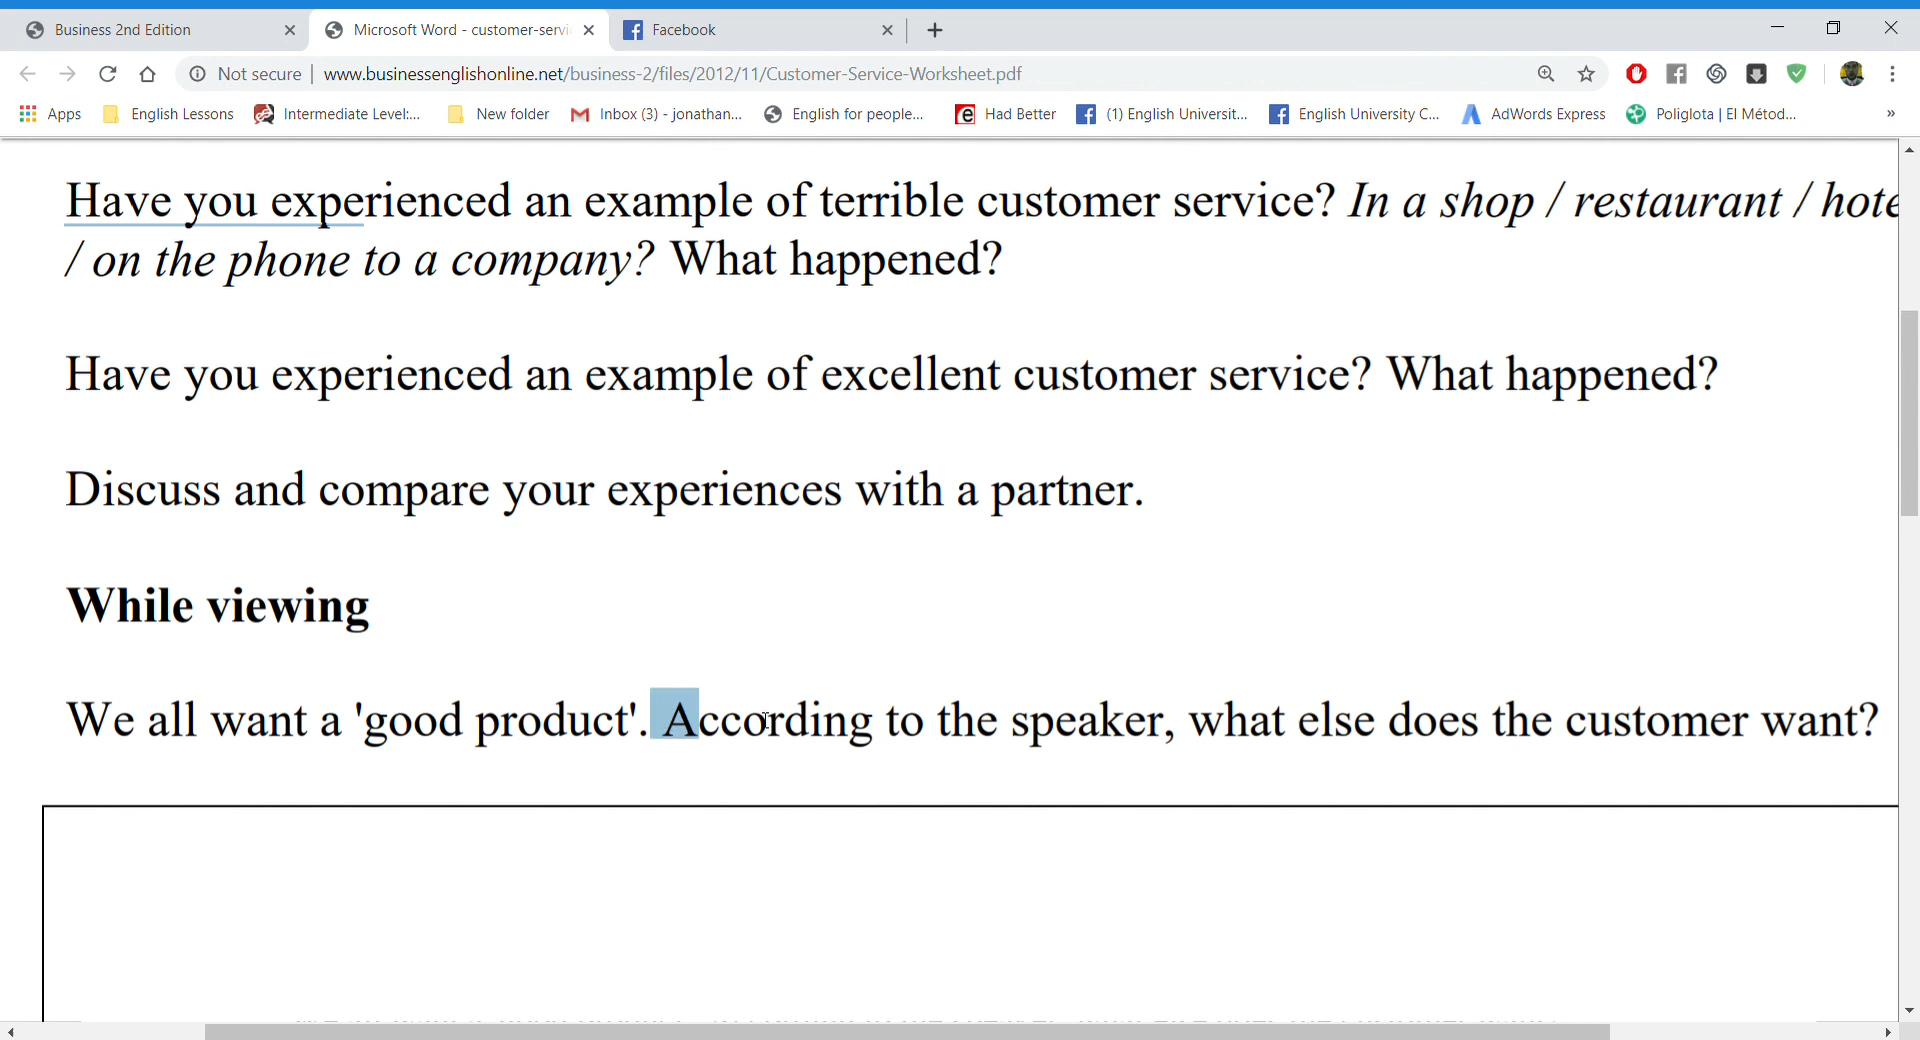 Business 2nd Edition
Microsoft Word - customer-servi
Facebook
Not secure
www.businessenglishonline.net/business-2/files/2012/11/Customer-Service-Worksheet.pdf
Apps
English Lessons
Intermediate Level:...
New folder
Inbox (3) - jonathan...
English for people...
Had Better
(1) English Universit...
English University C...
AdWords Express
Poliglota | El Métod...
»
Have you experienced an example of terrible customer service? In a shop / restaurant / hote
/ on the phone to a company? What happened?
Have you experienced an example of excellent customer service? What happened?
Discuss and compare your experiences with a partner.
While viewing
We all want a 'good product'. According to the speaker, what else does the customer want?